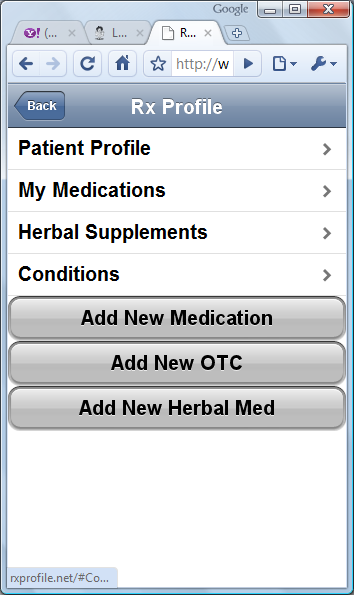 Google
Y! (... L... R...
http://w
Back
Rx Profile
Patient Profile
My Medications
Herbal Supplements
Conditions
Add New Medication
Add New OTC
Add New Herbal Med
rxprofile.net/#Co...